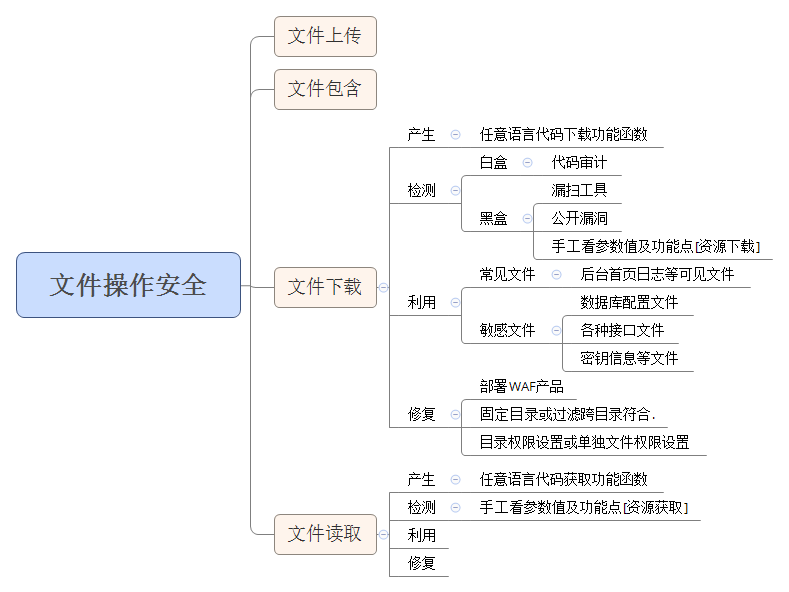 文件上传
文件包含
产生
任意语言代码下载功能函数
白盒
代码审计
检测
漏扫工具
黑盒
公开漏洞
手工看参数值及功能点[资源下载]
文件操作安全
文件下载
常见文件
后台首页日志等可见文件
利用
数据库配置文件
敏感文件
各种接口文件
密钥信息等文件
部署WAF产品
修复
固定目录或过滤跨目录符合.
目录权限设置或单独文件权限设置
产生
任意语言代码获取功能函数
检测
手工看参数值及功能点[资源获取]
文件读取
利用
修复